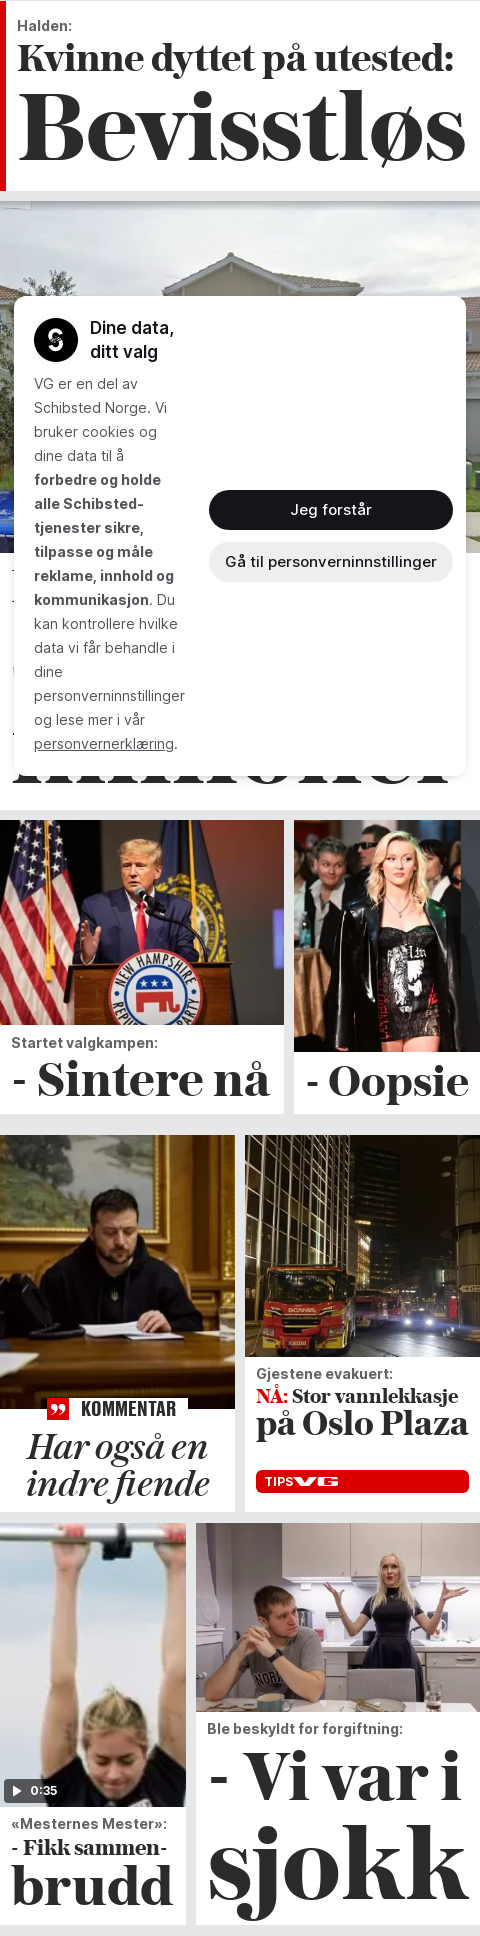 Halden:
Kvinne dyttet på utested:
Bevisstløs
Dine data,
ditt valg
VG er en del av
Schibsted Norge. Vi
bruker cookies og
dine data til å
forbedre og holde
alle Schibsted-
tjenester sikre,
tilpasse og måle
reklame, innhold og
kommunikasjon. Du
kan kontrollere hvilke
data vi får behandle i
dine
personverninnstillinger
og lese mer i vår
personvernerklæring.
Jeg forstår
Gå til personverninnstillinger
NEW HAMPSHIRE
Startet valgkampen:
- Sintere nå
- Oopsie
KOMMENTAR
Har også en
indre fiende
SCANIA
Gjestene evakuert:
NÅ: Stor vannlekkasje
på Oslo Plaza
TIPS VG
0:35
«Mesternes Mester»:
- Fikk sammen-
brudd
Ble beskyldt for forgiftning:
- Vi var i
sjokk